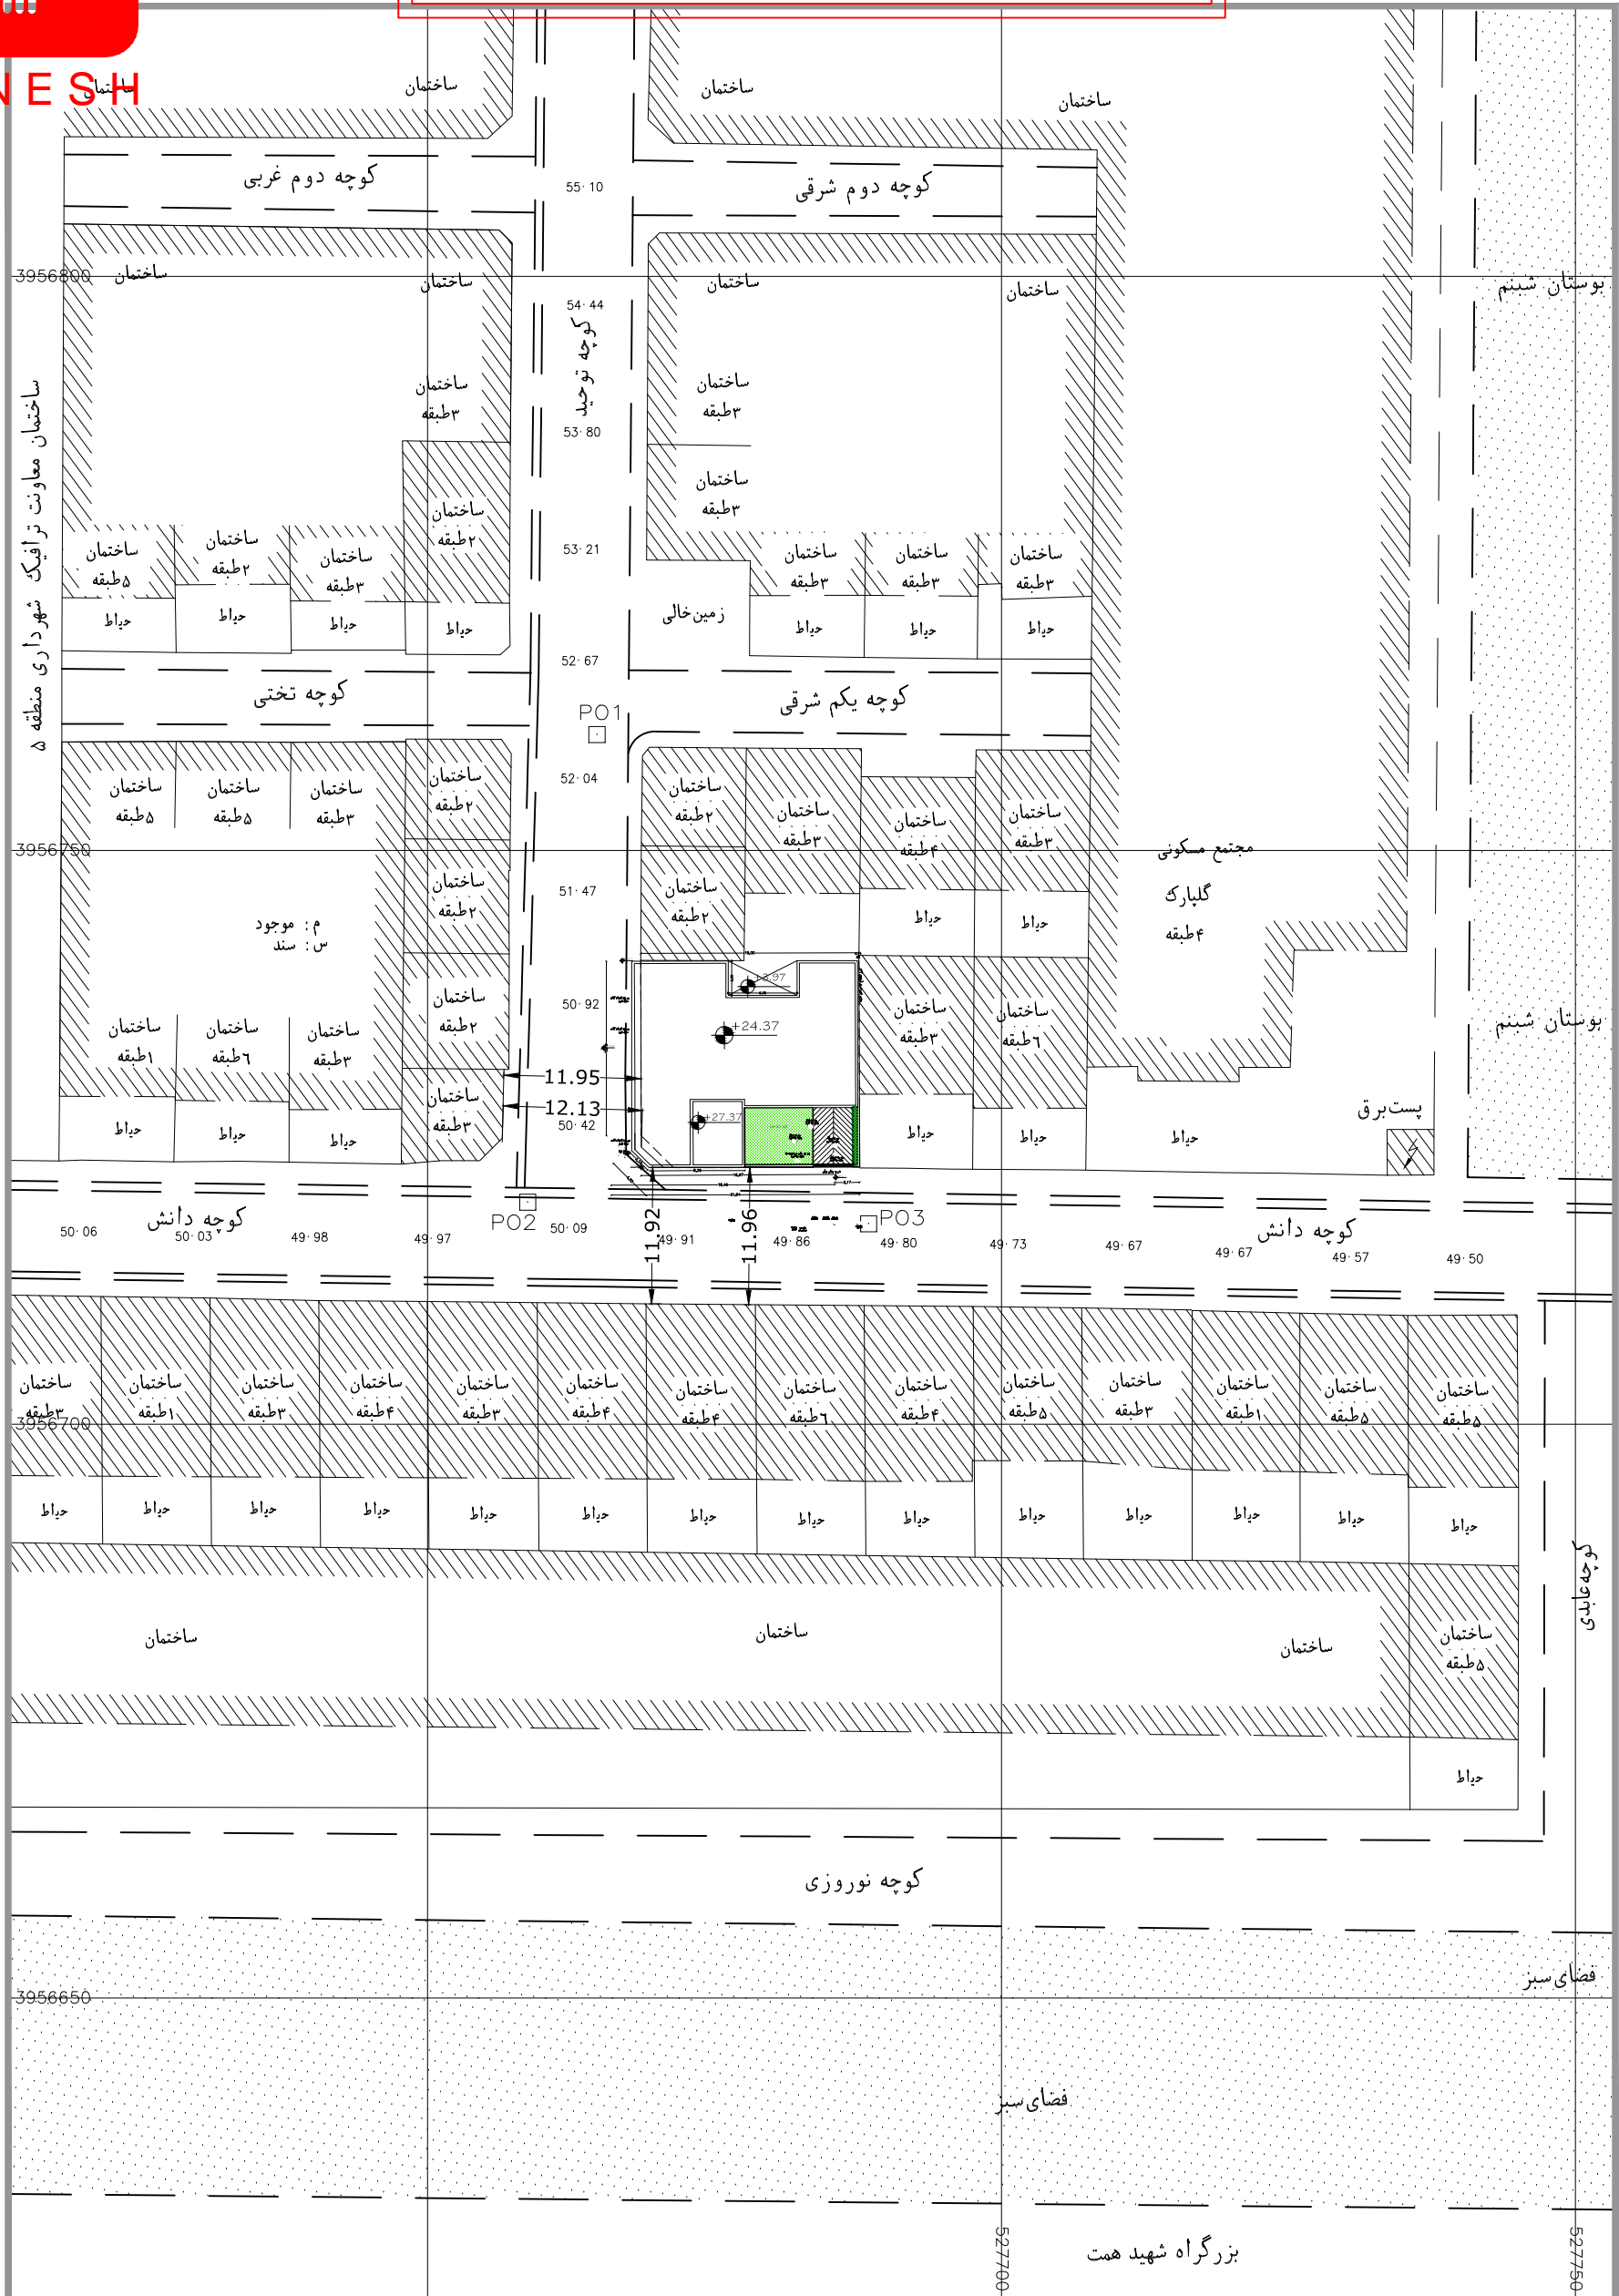 NESH
ساختمان
ساختمان
ساختمان
ساختمان
کوچه دوم غربی
55.10
کوچه دوم شرقی
3956800
ساختمان
ساختمان
ساختمان
ساختمان
بوستان شبنم
54.44
کوچه توحید
ساختمان معاونت ترافیک شهرداری منطقه ۵
ساختمان
۳طبقه
ساختمان
۳طبقه
53.80
ساختمان
۳طبقه
ساختمان
۲طبقه
ساختمان
۵طبقه
ساختمان
۲طبقه
ساختمان
۳طبقه
53.21
ساختمان
۳طبقه
ساختمان
۳طبقه
ساختمان
۳طبقه
حیاط
حیاط
حیاط
حیاط
زمین‌خالی
حیاط
حیاط
حیاط
52.67
کوچه تختی
کوچه یکم شرقی
P01
52.04
ساختمان
۵طبقه
ساختمان
۵طبقه
ساختمان
۳طبقه
ساختمان
۲طبقه
ساختمان
۲طبقه
ساختمان
۳طبقه
ساختمان
۴طبقه
ساختمان
۳طبقه
3956750
مجتمع مسکونی
گلپارک
۴طبقه
51.47
ساختمان
۲طبقه
ساختمان
۲طبقه
حیاط
حیاط
م: موجود
س: سند
50.92
ساختمان
۲طبقه
+24.37
ساختمان
۳طبقه
ساختمان
۶طبقه
بوستان شبنم
ساختمان
۱طبقه
ساختمان
۶طبقه
ساختمان
۳طبقه
11.95
12.13
50.42
ساختمان
۳طبقه
+27.37
پست‌برق
حیاط
حیاط
حیاط
حیاط
حیاط
حیاط
P02
P03
کوچه دانش
کوچه دانش
50.06
50.03
49.98
49.97
50.09
49.91
49.86
49.80
49.73
49.67
49.67
49.57
49.50
11.92
11.96
ساختمان
۳طبقه
ساختمان
۱طبقه
ساختمان
۳طبقه
ساختمان
۴طبقه
ساختمان
۳طبقه
ساختمان
۴طبقه
ساختمان
۴طبقه
ساختمان
۶طبقه
ساختمان
۴طبقه
ساختمان
۵طبقه
ساختمان
۳طبقه
ساختمان
۱طبقه
ساختمان
۵طبقه
ساختمان
۵طبقه
3956700
حیاط
حیاط
حیاط
حیاط
حیاط
حیاط
حیاط
حیاط
حیاط
حیاط
حیاط
حیاط
حیاط
حیاط
کوچه‌عابدی
ساختمان
ساختمان
ساختمان
ساختمان
۵طبقه
حیاط
کوچه نوروزی
فضای‌سبز
3956650
فضای‌سبز
بزرگراه شهید همت
527700
527750